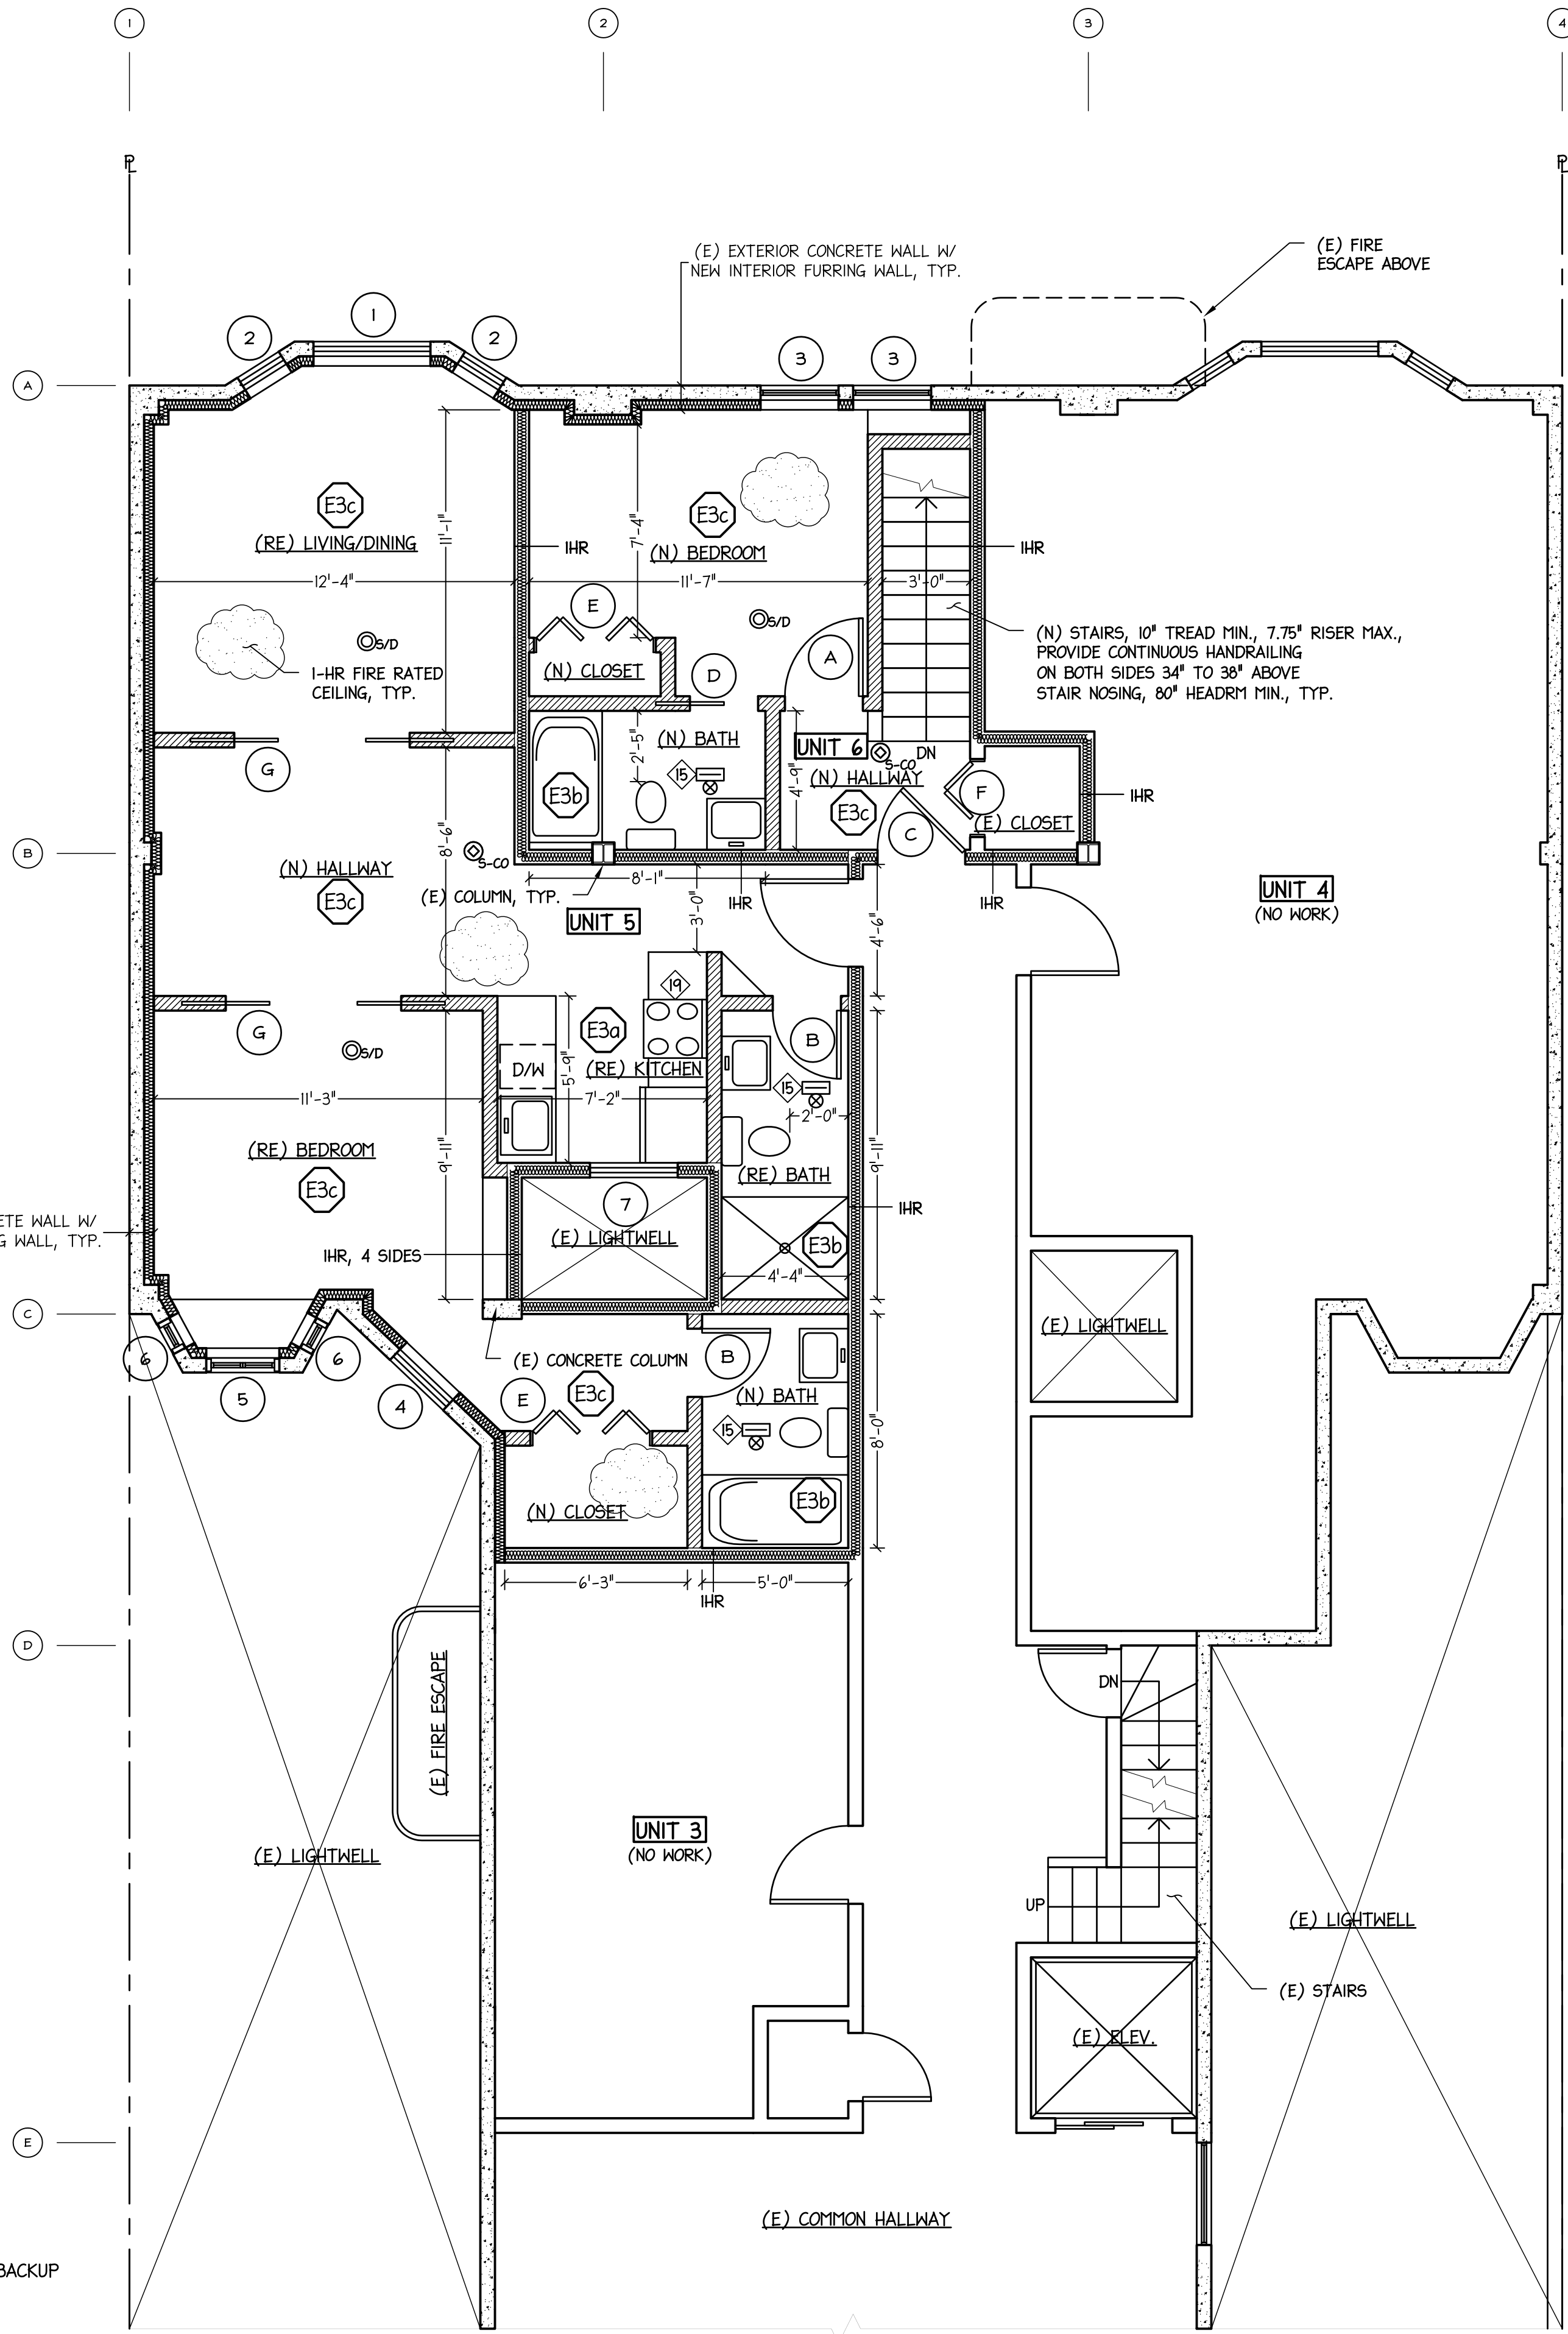 1
2
3
4
PL
PL
(E) EXTERIOR CONCRETE WALL W/
NEW INTERIOR FURRING WALL, TYP.
(E) FIRE
ESCAPE ABOVE
2
1
2
3
3
A
E3c
(RE) LIVING/DINING
11'-1"
1HR
7'-4"
E3c
(N) BEDROOM
1HR
12'-4"
11'-7"
3'-0"
E
S/D
S/D
1-HR FIRE RATED
CEILING, TYP.
(N) CLOSET
D
A
(N) STAIRS, 10" TREAD MIN., 7.75" RISER MAX.,
PROVIDE CONTINUOUS HANDRAILING
ON BOTH SIDES 34" TO 38" ABOVE
STAIR NOSING, 80" HEADRM MIN., TYP.
G
E3b
2'-5"
(N) BATH
15
4'-9"
UNIT 6
DN
S-CO
(N) HALLWAY
E3c
F
C
(E) CLOSET
1HR
B
8'-6"
S-CO
(N) HALLWAY
E3c
(E) COLUMN, TYP.
8'-1"
1HR
1HR
UNIT 5
3'-0"
4'-6"
UNIT 4
(NO WORK)
G
S/D
19
E3a
D/W
5'-9"
(RE) KITCHEN
B
15
11'-3"
7'-2"
2'-0"
(RE) BEDROOM
E3c
9'-11"
9'-11"
(RE) BATH
7
(E) LIGHTWELL
E3b
1HR
ETE WALL W/
G WALL, TYP.
1HR, 4 SIDES
4'-4"
C
(E) LIGHTWELL
6
6
5
4
(E) CONCRETE COLUMN
E
E3c
B
(N) BATH
15
8'-0"
(N) CLOSET
E3b
6'-3"
5'-0"
1HR
D
(E) FIRE ESCAPE
DN
UNIT 3
(NO WORK)
(E) LIGHTWELL
UP
(E) LIGHTWELL
(E) STAIRS
(E) ELEV.
E
(E) COMMON HALLWAY
BACKUP